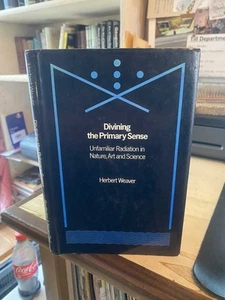 Divining
the Primary Sense
Unfamiliar Radiation in
Nature, Art and Science
Herbert Weaver